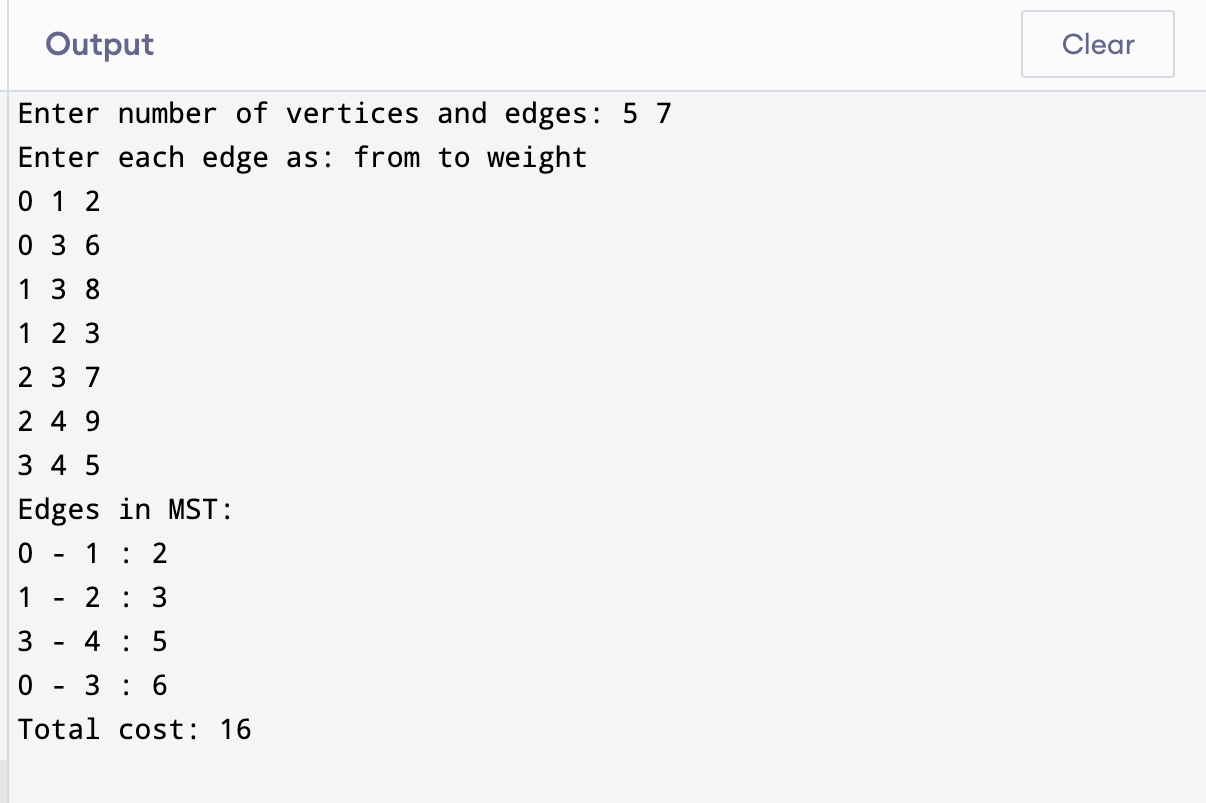 Output
Clear
Enter number of vertices and edges: 5 7
Enter each edge as: from to weight
0 1 2
0 3 6
1 3 8
1 2 3
2 3 7
2 4 9
3 4 5
Edges in MST:
0 - 1 : 2
1 - 2 : 3
3 - 4 : 5
0 - 3 : 6
Total cost: 16